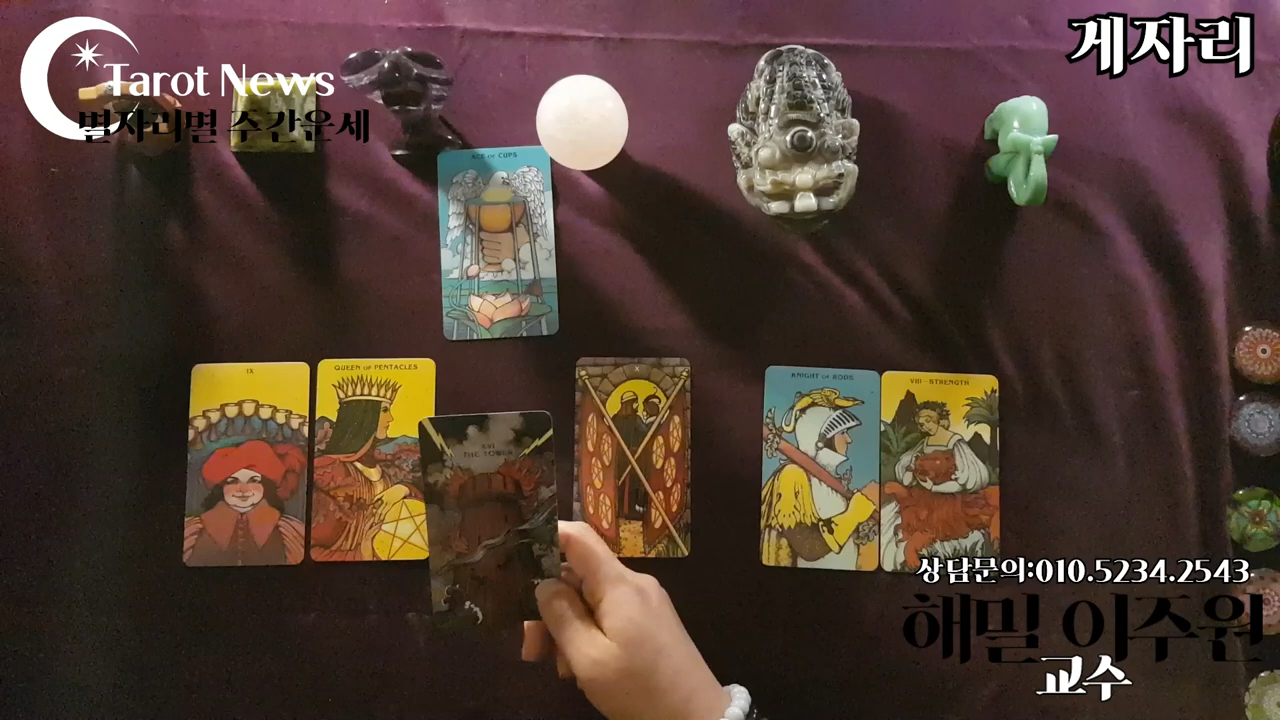 Tarot News
별자리별 주간운세
게자리
ACE OF CUPS
IX
QUEEN OF PENTACLES
XVI
THE TOWER
X
KNIGHT OF RODS
VIII - STRENGTH
상담문의:010.5234.2543
해밀 이주원
교수